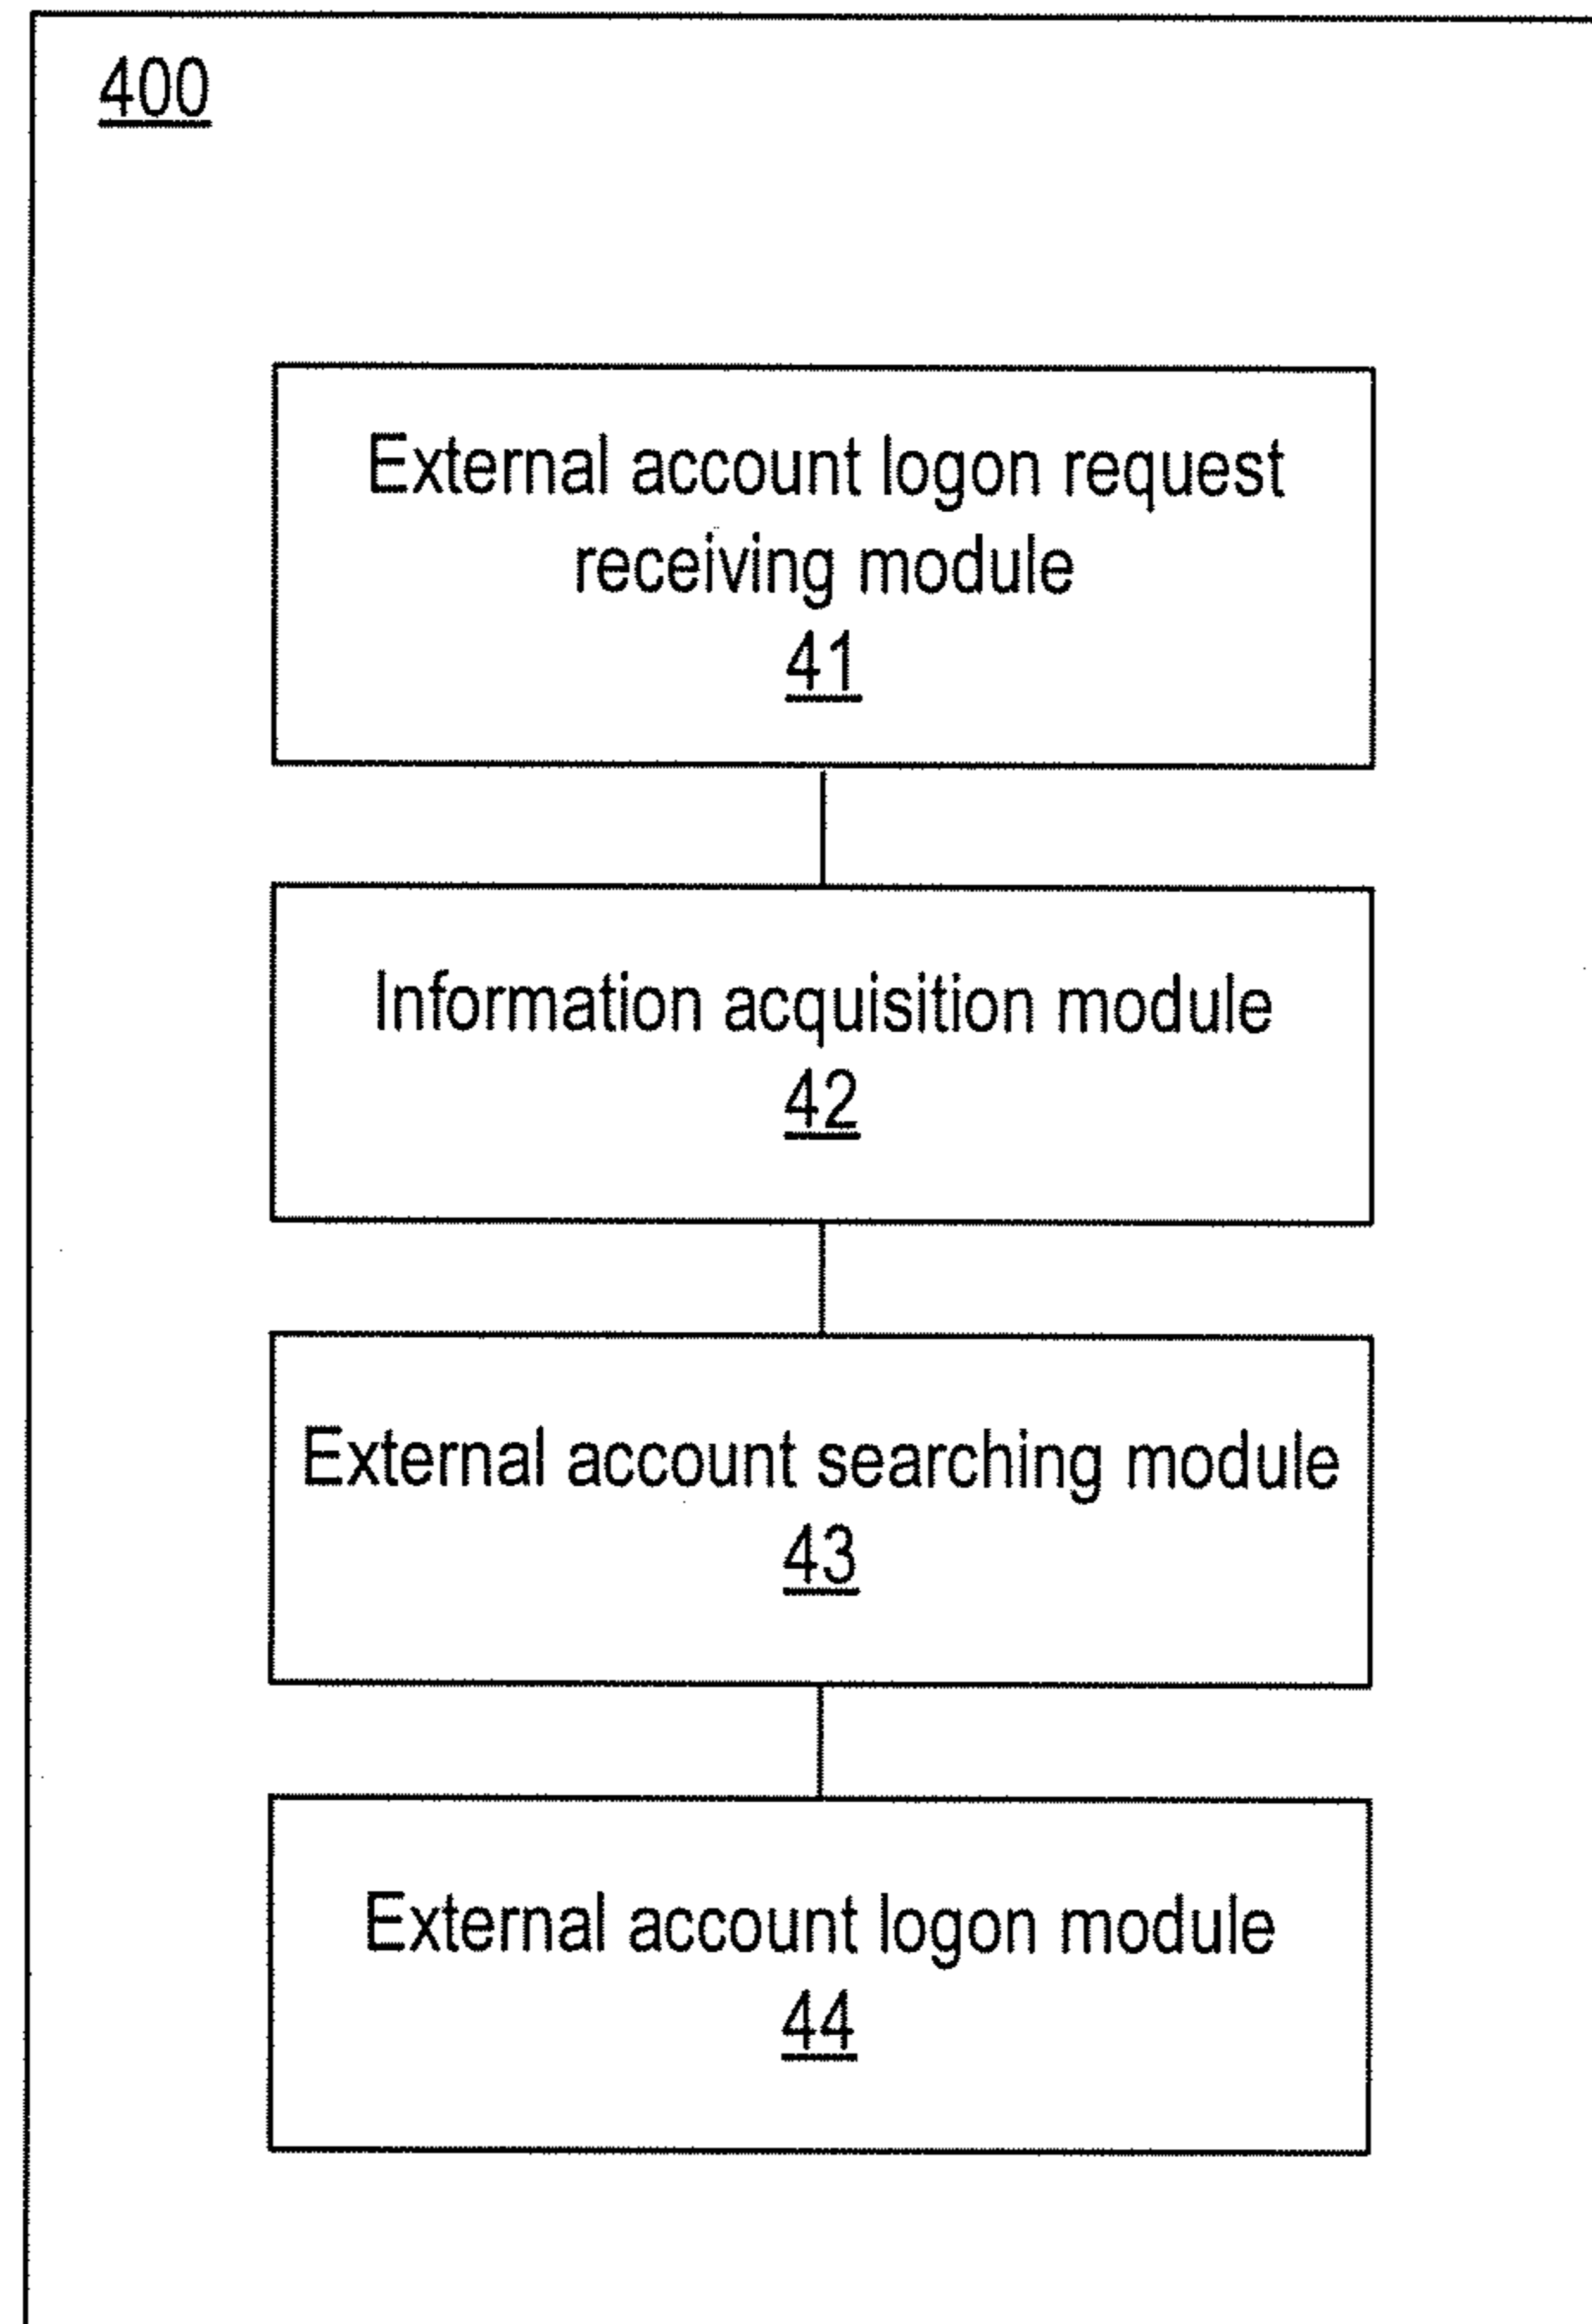 400
External account logon request
receiving module
41
Information acquisition module
42
External account searching module
43
External account logon module
44